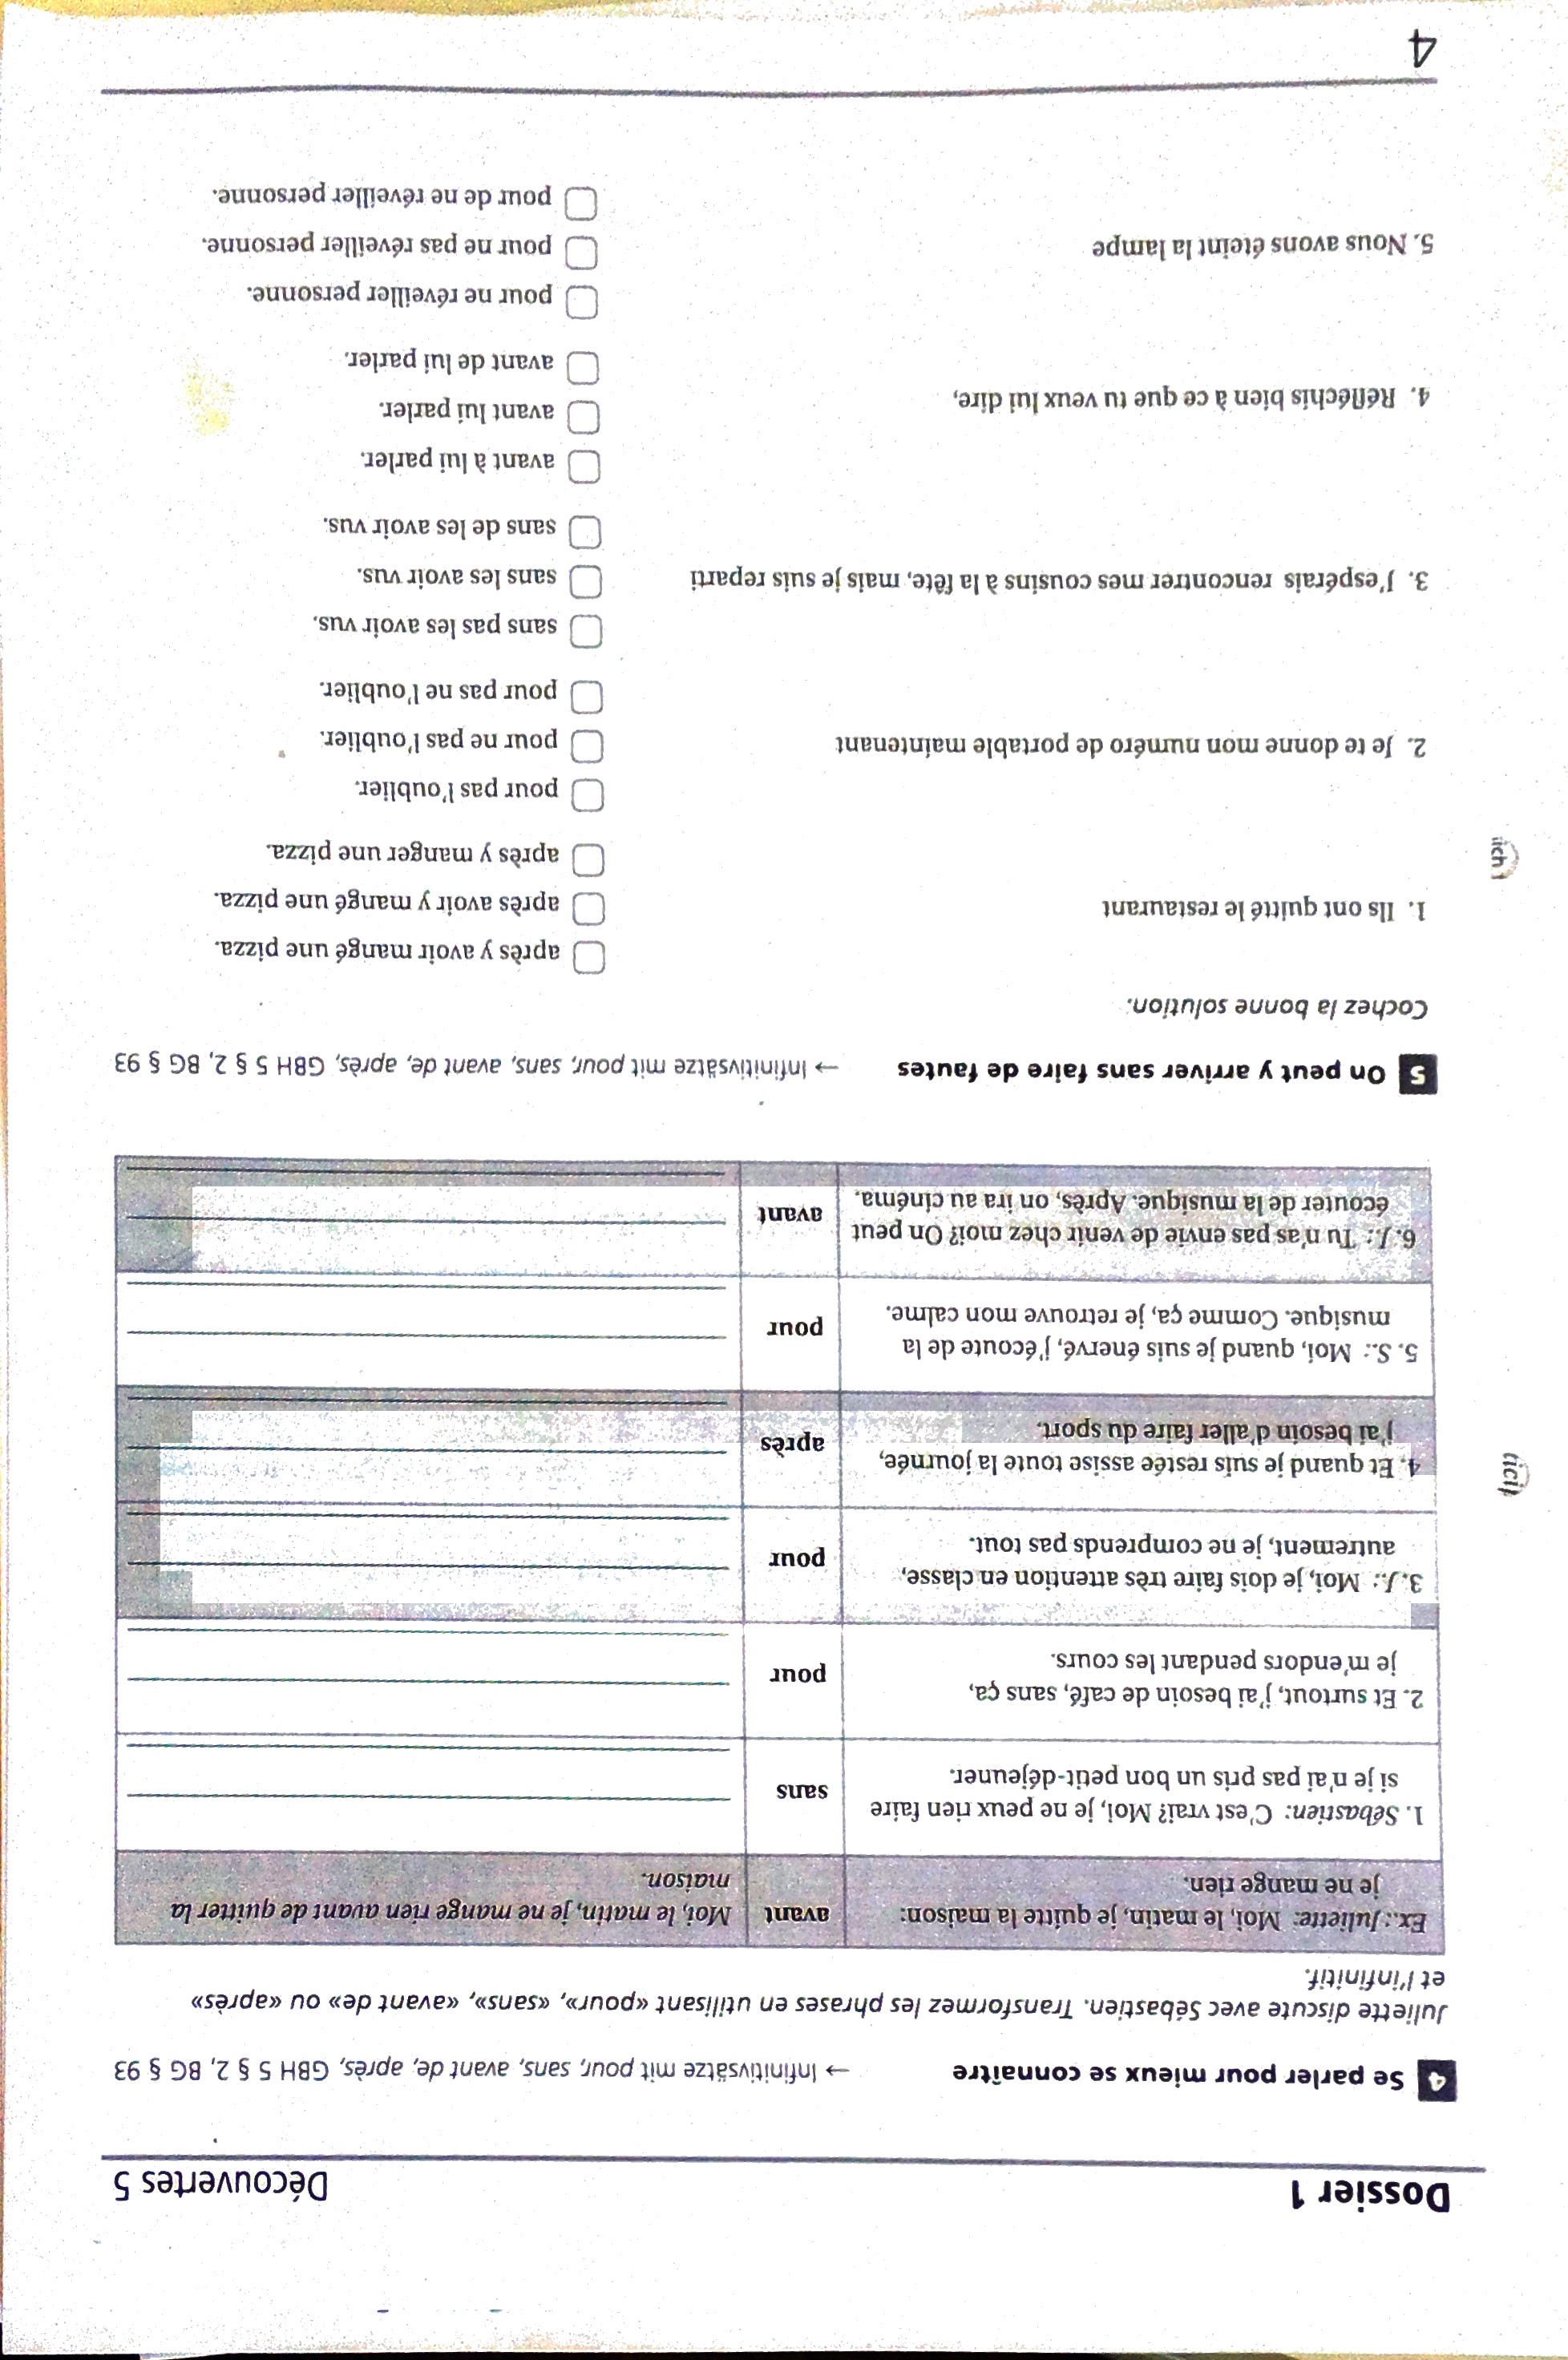 Dossier 1
Découvertes 5
4 Se parler pour mieux se connaître
→ Infinitivsätze mit pour, sans, avant de, après, GBH 5 § 2, BG § 93
Juliette discute avec Sébastien. Transformez les phrases en utilisant «pour», «sans», «avant de» ou «après»
et l'infinitif.
Ex.: Juliette: Moi, le matin, je quitte la maison:
je ne mange rien.
avant
Moi, le matin, je ne mange rien avant de quitter la
maison.
1. Sébastien: C'est vrai? Moi, je ne peux rien faire
si je n'ai pas pris un bon petit-déjeuner.
sans
2. Et surtout, j'ai besoin de café, sans ça,
je m'endors pendant les cours.
pour
3. J.: Moi, je dois faire très attention en classe,
autrement, je ne comprends pas tout.
pour
4. Et quand je suis restée assise toute la journée,
j'ai besoin d'aller faire du sport.
après
5. S.: Moi, quand je suis énervé, j'écoute de la
musique. Comme ça, je retrouve mon calme.
pour
6. J.: Tu n'as pas envie de venir chez moi? On peut
écouter de la musique. Après, on ira au cinéma.
avant
5 On peut y arriver sans faire de fautes
→ Infinitivsätze mit pour, sans, avant de, après, GBH 5 § 2, BG § 93
Cochez la bonne solution.
1. Ils ont quitté le restaurant
après y avoir mangé une pizza.
après avoir y mangé une pizza.
après y manger une pizza.
2. Je te donne mon numéro de portable maintenant
pour pas l'oublier.
pour ne pas l'oublier.
pour pas ne l'oublier.
3. J'espérais rencontrer mes cousins à la fête, mais je suis reparti
sans pas les avoir vus.
sans les avoir vus.
sans de les avoir vus.
4. Réfléchis bien à ce que tu veux lui dire,
avant à lui parler.
avant lui parler.
avant de lui parler.
5. Nous avons éteint la lampe
pour ne réveiller personne.
pour ne pas réveiller personne.
pour de ne réveiller personne.
4